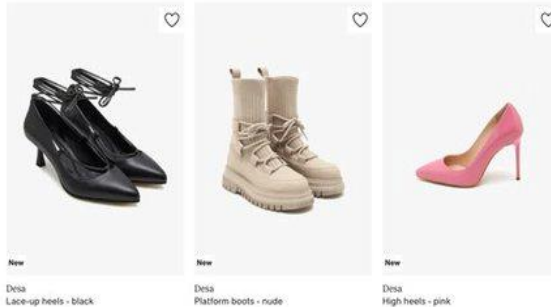 New
Desa
Lace-up heels - black
New
Desa
Platform boots - nude
New
Desa
High heels - pink